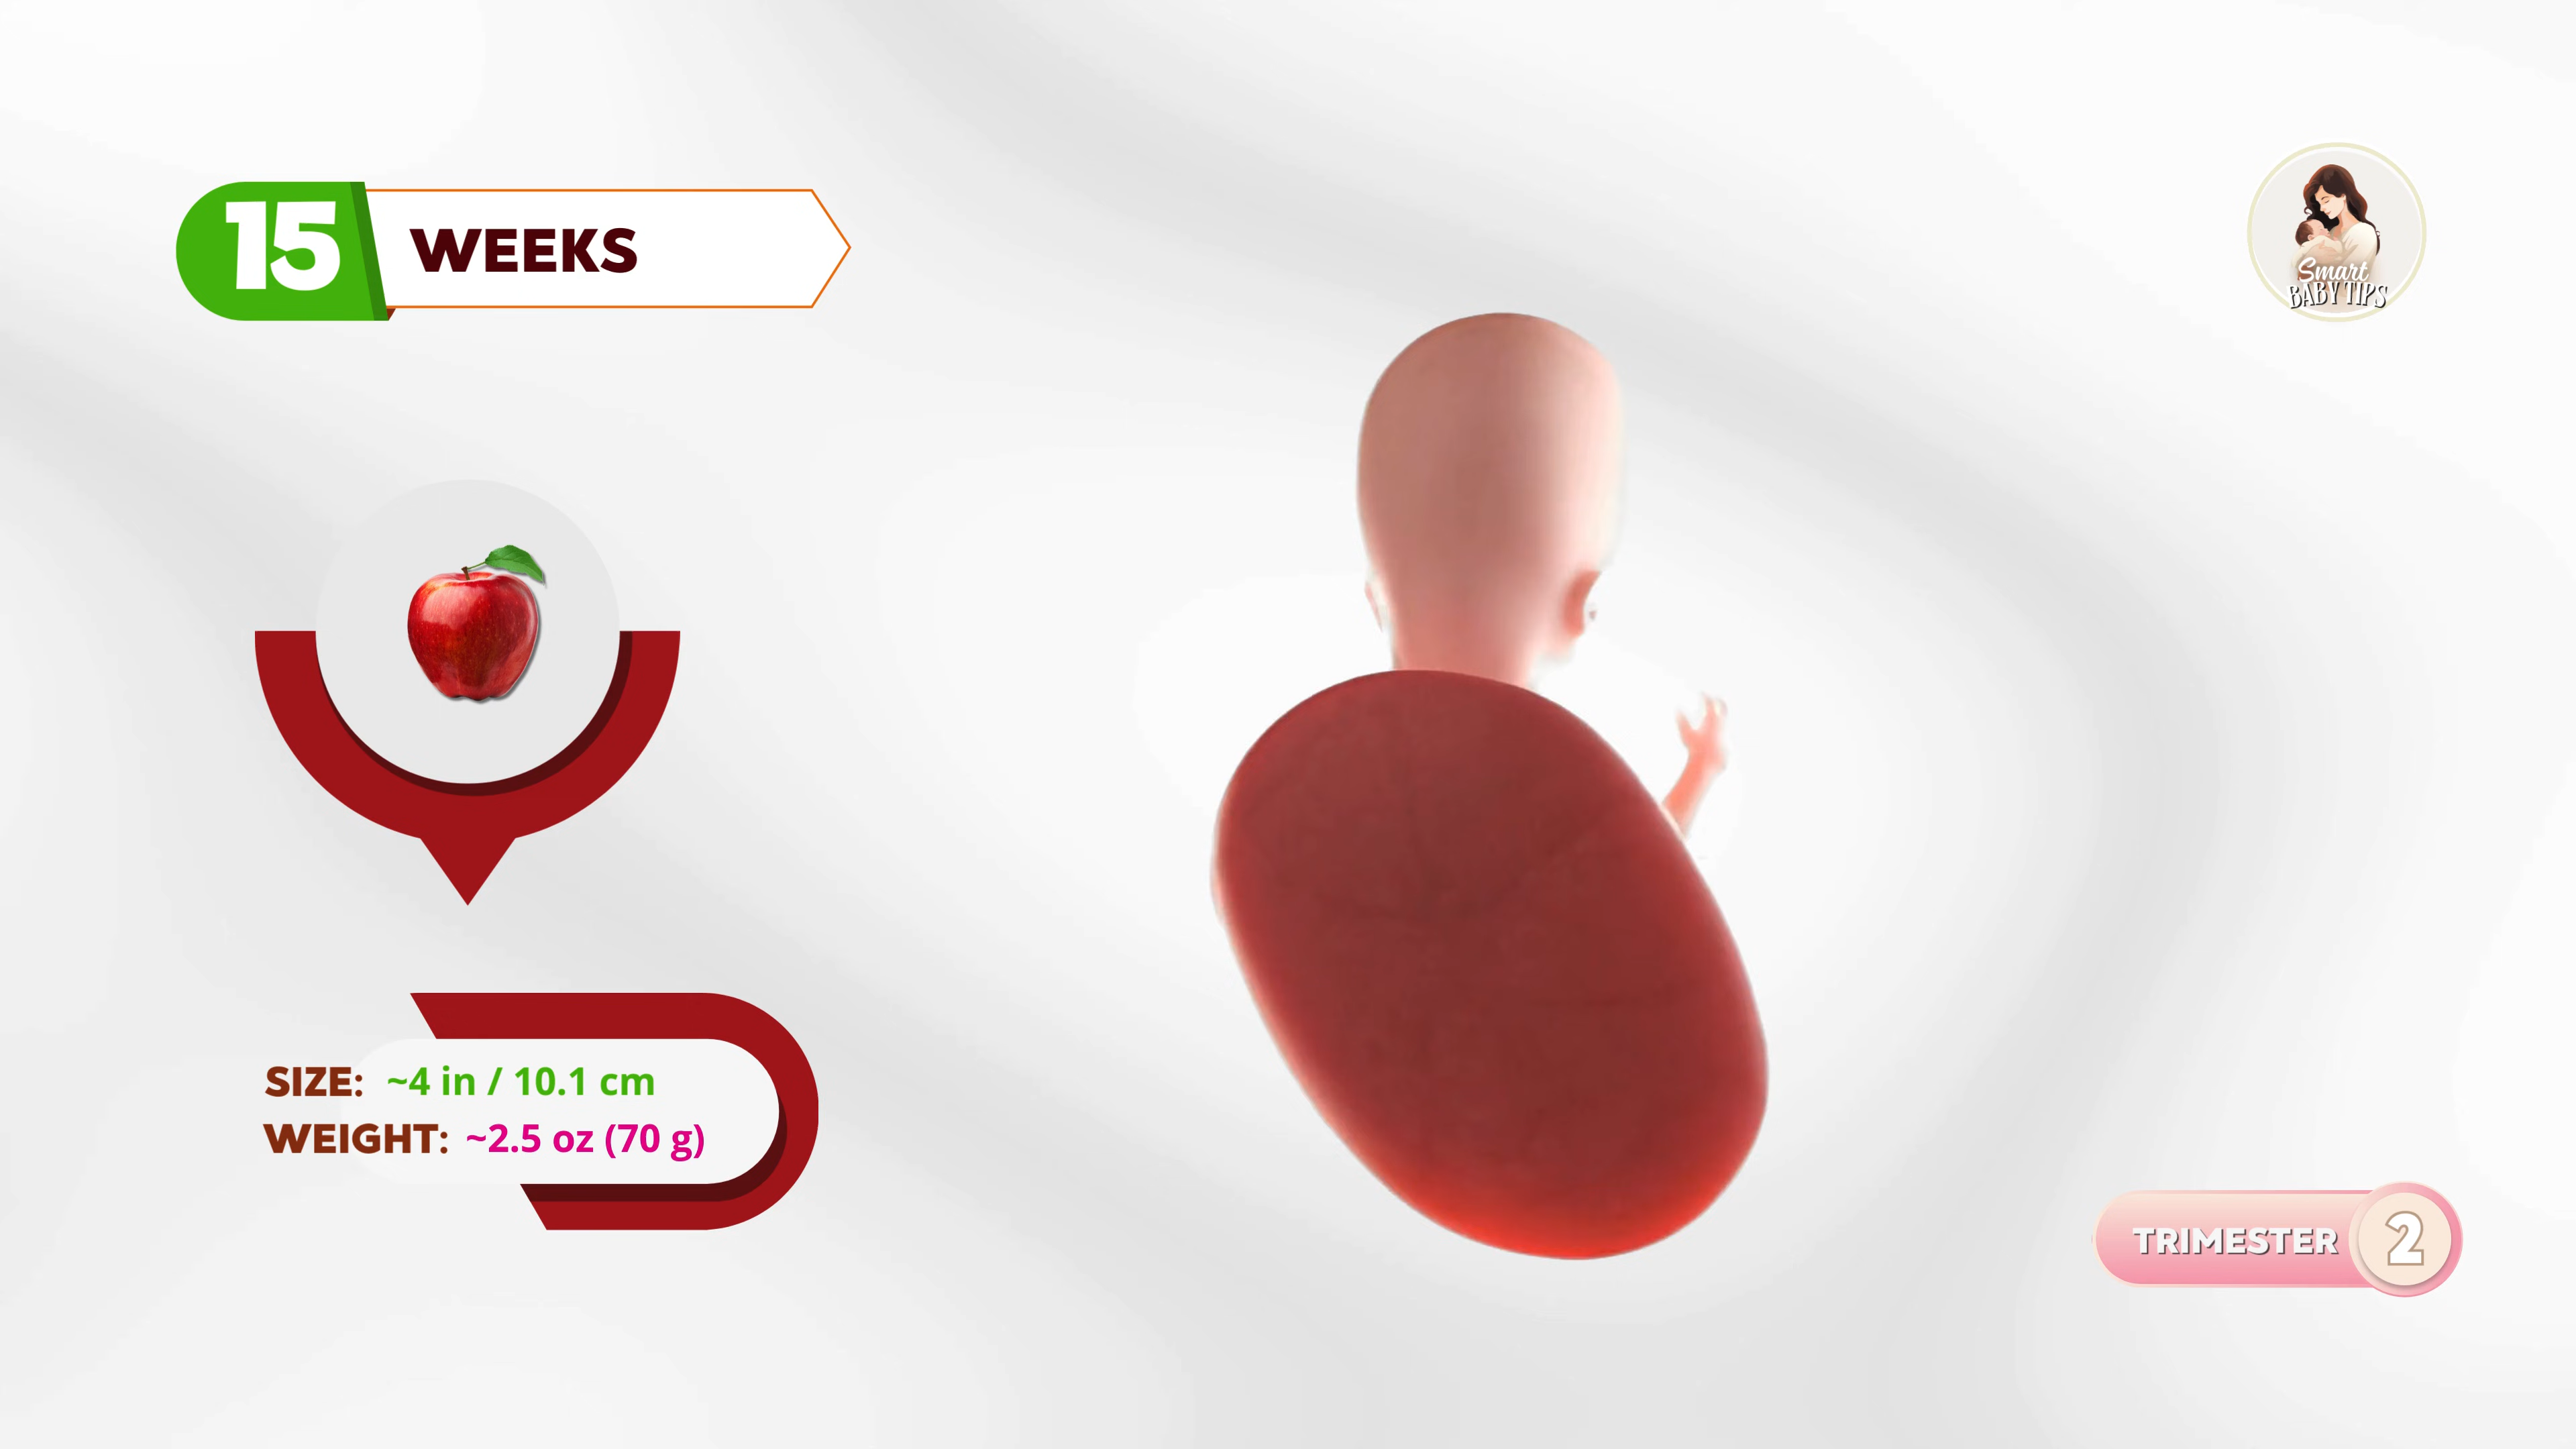 15 WEEKS
Smart
BABY TIPS
SIZE: ~4 in / 10.1 cm
WEIGHT: ~2.5 oz (70 g)
TRIMESTER 2